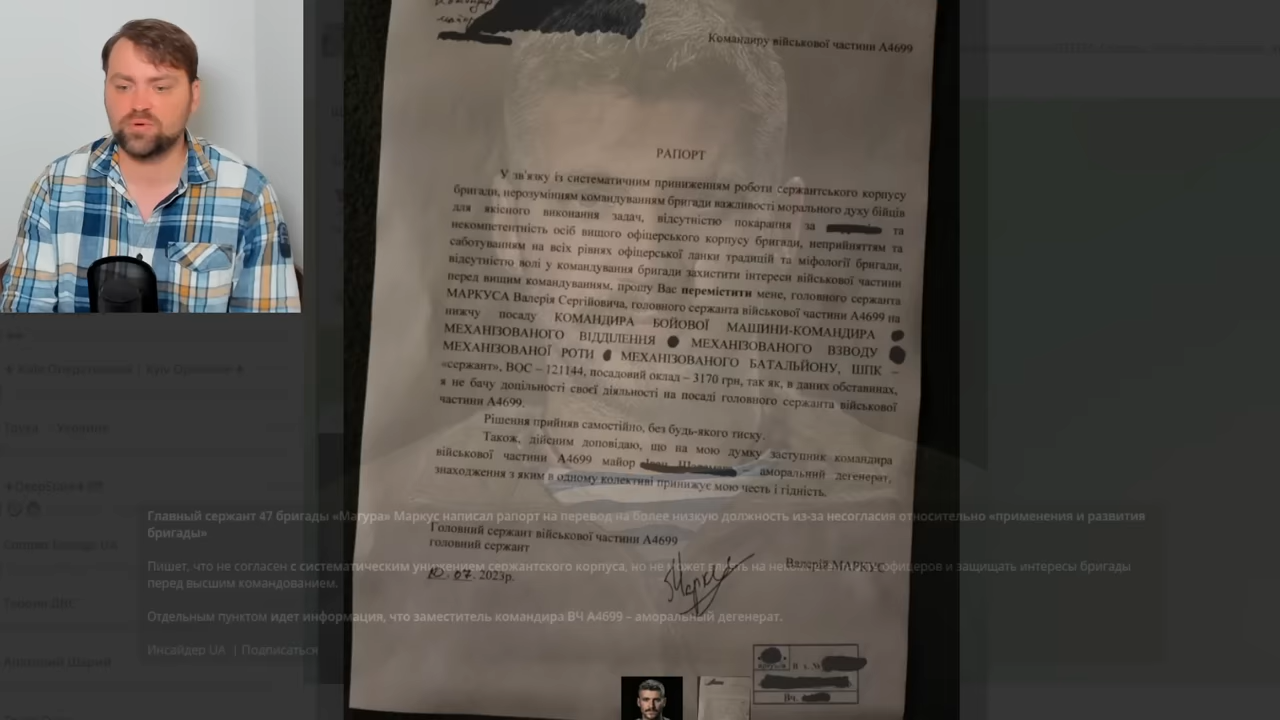 Командиру військової частини А4699
РАПОРТ
У зв'язку із систематичним приниженням роботи сержантського корпусу
бригади, нерозумінням командуванням бригади важливості морального духу бійців
для якісного виконання задач, відсутністю покарання за та
некомпетентність осіб вищого офіцерського корпусу бригади, неприйняттям та
саботуванням на всіх рівнях офіцерської ланки традицій та міфології бригади,
відсутністю волі у командування бригади захистити інтереси військової частини
перед вищим командуванням, прошу Вас перемістити мене, головного сержанта
МАРКУСА Валерія Сергійовича, головного сержанта військової частини А4699 на
нижчу посаду КОМАНДИРА БОЙОВОЇ МАШИНИ-КОМАНДИРА
МЕХАНІЗОВАНОГО ВІДДІЛЕННЯ МЕХАНІЗОВАНОГО ВЗВОДУ
МЕХАНІЗОВАНОЇ РОТИ МЕХАНІЗОВАНОГО БАТАЛЬЙОНУ, ШПК –
«сержант», ВОС – 121144, посадовий оклад – 3170 грн, так як, в даних обставинах,
я не бачу доцільності своєї діяльності на посаді головного сержанта військової
частини А4699.
Рішення прийняв самостійно, без будь-якого тиску.
Також, дійсним доповідаю, що на мою думку заступник командира
військової частини А4699 майор – аморальний дегенерат,
знаходження з яким в одному колективі принижує мою честь і гідність.
Головний сержант військової частини А4699
головний сержант
Валерій МАРКУС
10.07.2023р.
Главный сержант 47 бригады «Магура» Маркус написал рапорт на перевод на более низкую должность из-за несогласия относительно «применения и развития
бригады»
Пишет, что не согласен с систематическим унижением сержантского корпуса, но не может влиять на офицеров и защищать интересы бригады
перед высшим командованием.
Отдельным пунктом идет информация, что заместитель командира ВЧ А4699 – аморальный дегенерат.
Инсайдер UA | Подписаться